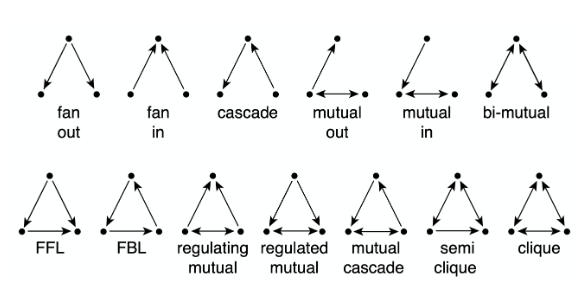 fan fan cascade mutual mutual bi-mutual
out in out in
FFL FBL regulating regulated mutual semi clique
mutual mutual cascade clique